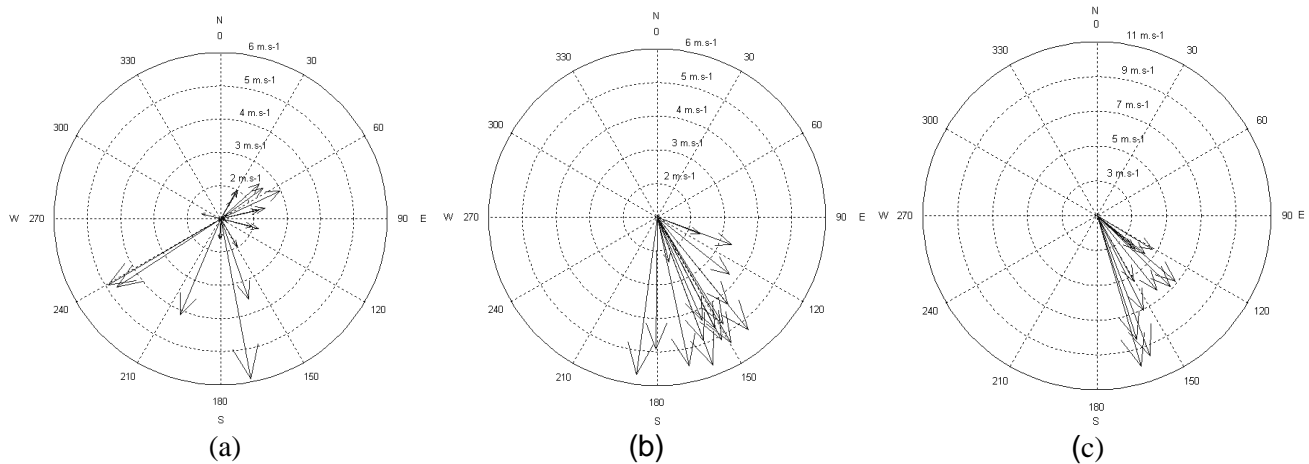 N
0
6 m.s-1
330
30
5 m.s-1
4 m.s-1
300
60
3 m.s-1
2 m.s-1
W 270
90 E
240
120
210
150
180
S
(a)
N
0
6 m.s-1
330
30
5 m.s-1
4 m.s-1
300
60
3 m.s-1
2 m.s-1
W 270
90 E
240
120
210
150
180
S
(b)
N
0
11 m.s-1
330
30
9 m.s-1
7 m.s-1
300
60
5 m.s-1
3 m.s-1
W 270
90 E
240
120
210
150
180
S
(c)